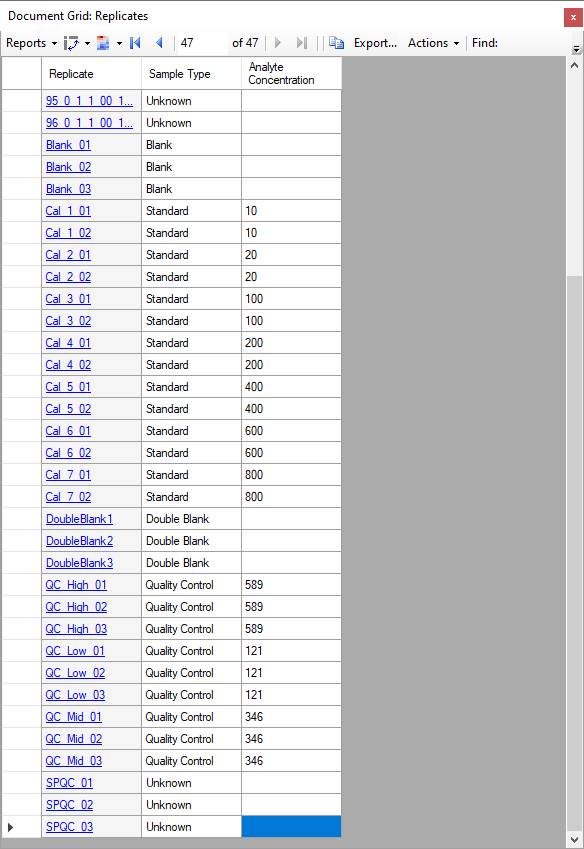 Document Grid: Replicates
Reports 47 of 47 Export... Actions Find:
Replicate Sample Type Analyte Concentration
95_0_1_1_00_1... Unknown
96_0_1_1_00_1... Unknown
Blank_01 Blank
Blank_02 Blank
Blank_03 Blank
Cal_1_01 Standard 10
Cal_1_02 Standard 10
Cal_2_01 Standard 20
Cal_2_02 Standard 20
Cal_3_01 Standard 100
Cal_3_02 Standard 100
Cal_4_01 Standard 200
Cal_4_02 Standard 200
Cal_5_01 Standard 400
Cal_5_02 Standard 400
Cal_6_01 Standard 600
Cal_6_02 Standard 600
Cal_7_01 Standard 800
Cal_7_02 Standard 800
DoubleBlank1 Double Blank
DoubleBlank2 Double Blank
DoubleBlank3 Double Blank
QC_High_01 Quality Control 589
QC_High_02 Quality Control 589
QC_High_03 Quality Control 589
QC_Low_01 Quality Control 121
QC_Low_02 Quality Control 121
QC_Low_03 Quality Control 121
QC_Mid_01 Quality Control 346
QC_Mid_02 Quality Control 346
QC_Mid_03 Quality Control 346
SPQC_01 Unknown
SPQC_02 Unknown
SPQC_03 Unknown